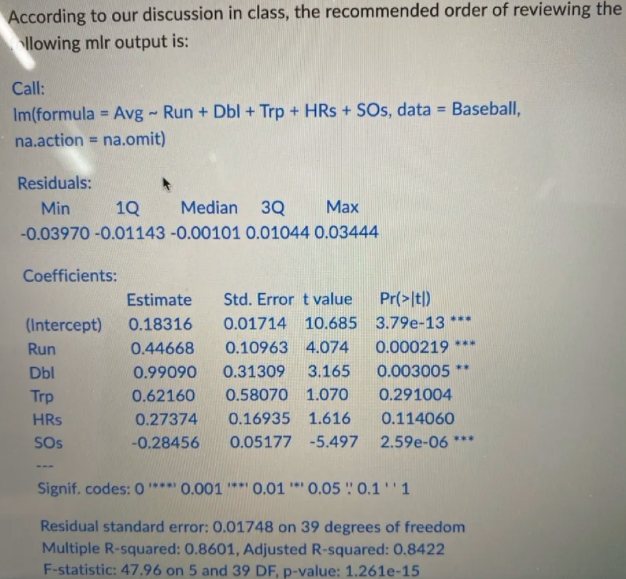 According to our discussion in class, the recommended order of reviewing the
following mlr output is:
Call:
lm(formula = Avg ~ Run + Dbl + Trp + HRs + SOs, data = Baseball,
na.action = na.omit)
Residuals:
Min 1Q Median 3Q Max
-0.03970 -0.01143 -0.00101 0.01044 0.03444
Coefficients:
Estimate Std. Error t value Pr(>|t|)
(Intercept) 0.18316 0.01714 10.685 3.79e-13 ***
Run 0.44668 0.10963 4.074 0.000219 ***
Dbl 0.99090 0.31309 3.165 0.003005 **
Trp 0.62160 0.58070 1.070 0.291004
HRs 0.27374 0.16935 1.616 0.114060
SOs -0.28456 0.05177 -5.497 2.59e-06 ***
---
Signif. codes: 0 '***' 0.001 '**' 0.01 '*' 0.05 '.' 0.1 ' ' 1
Residual standard error: 0.01748 on 39 degrees of freedom
Multiple R-squared: 0.8601, Adjusted R-squared: 0.8422
F-statistic: 47.96 on 5 and 39 DF, p-value: 1.261e-15